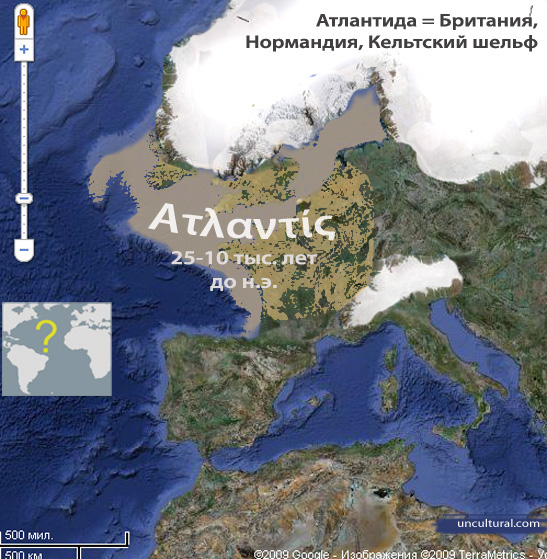 Атлантида = Британия,
Нормандия, Кельтский шельф
+
Ατλαντίς
25-10 тыс. лет
до н.э.
?
−
uncultural.com
500 мил.
500 км
©2009 Google - Изображения ©2009 TerraMetrics -